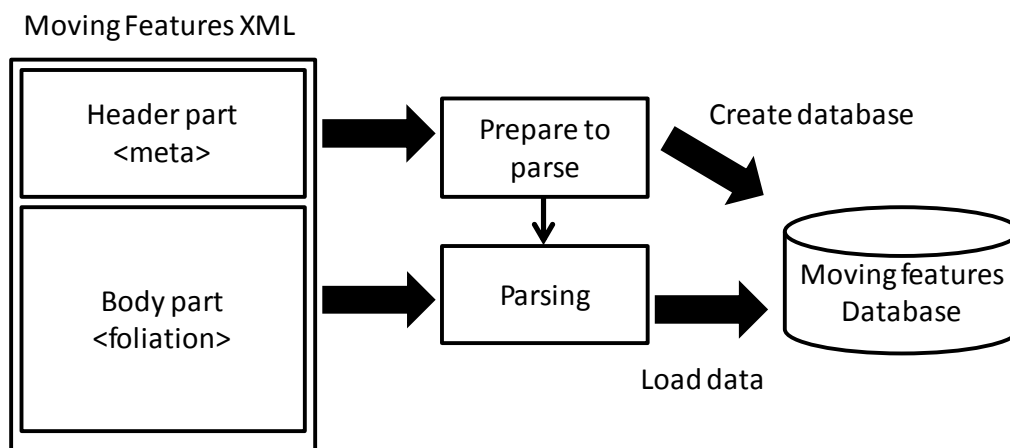 Moving Features XML
Header part
<meta>
Prepare to
parse
Create database
Body part
<foliation>
Parsing
Moving features
Database
Load data